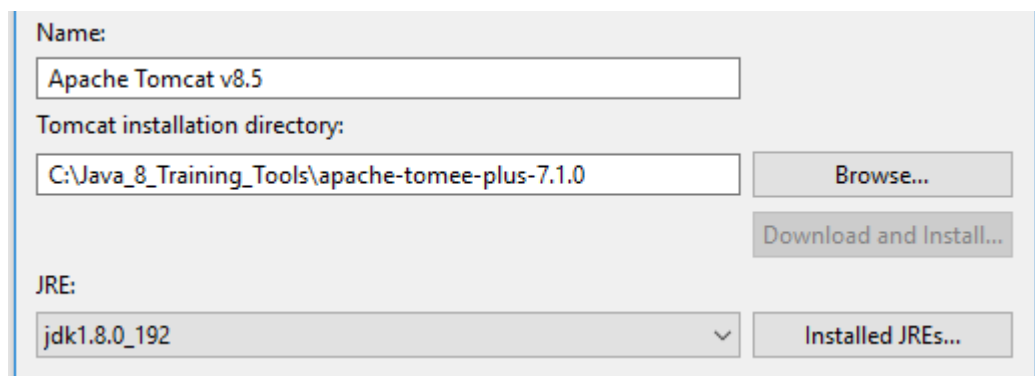 Name:
Apache Tomcat v8.5
Tomcat installation directory:
C:\Java_8_Training_Tools\apache-tomee-plus-7.1.0
Browse...
Download and Install...
JRE:
jdk1.8.0_192
Installed JREs...